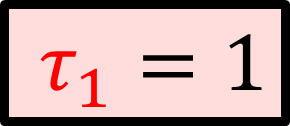 τ₁ = 1